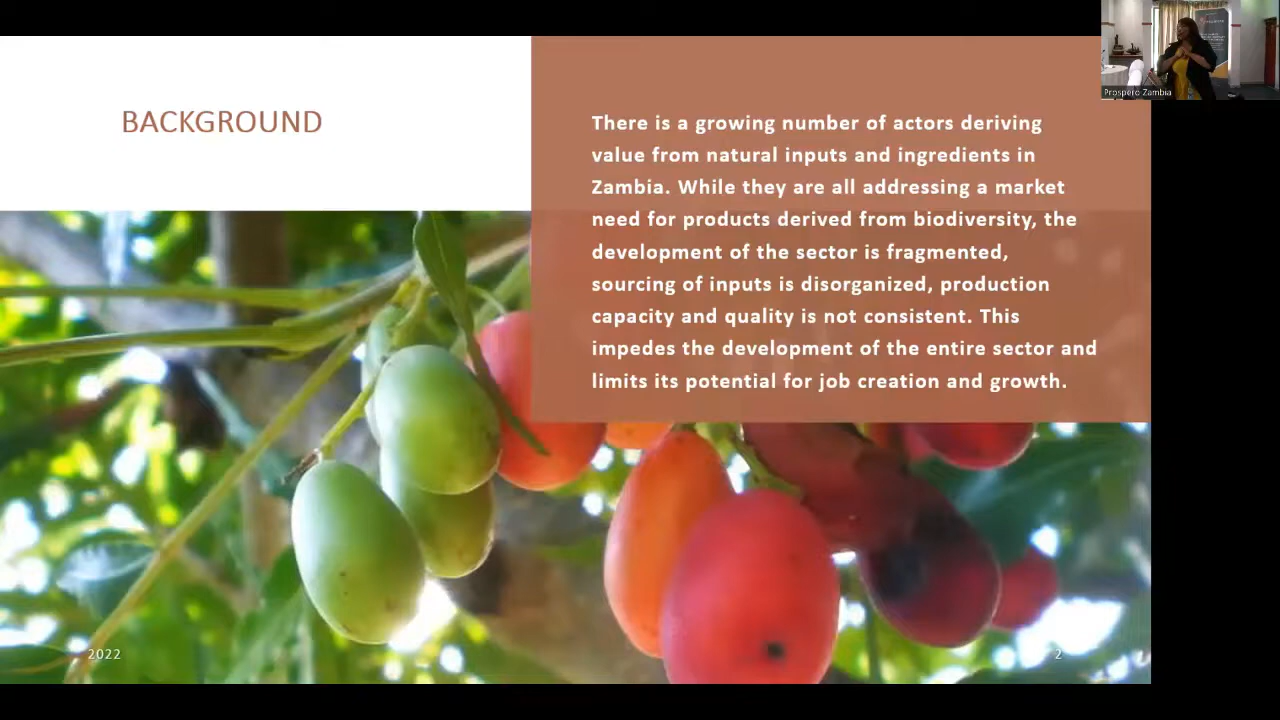 BACKGROUND
There is a growing number of actors deriving
value from natural inputs and ingredients in
Zambia. While they are all addressing a market
need for products derived from biodiversity, the
development of the sector is fragmented,
sourcing of inputs is disorganized, production
capacity and quality is not consistent. This
impedes the development of the entire sector and
limits its potential for job creation and growth.
2022
2
Prospero Zambia